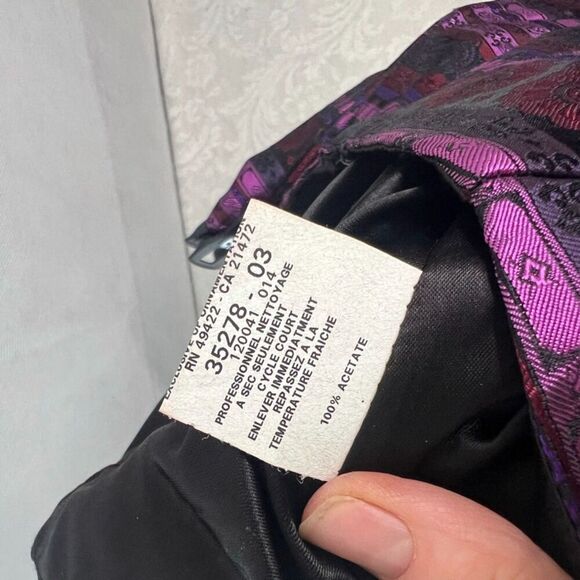 RN 49422 - CA 21472
35278 - 03
120041 014
PROFESSIONNEL NETTOYAGE
A SEC SEULEMENT
CYCLE COURT
ENLEVER IMMEDIATMENT
REPASSEZ A LA
TEMPERATURE FRAICHE
100% ACETATE